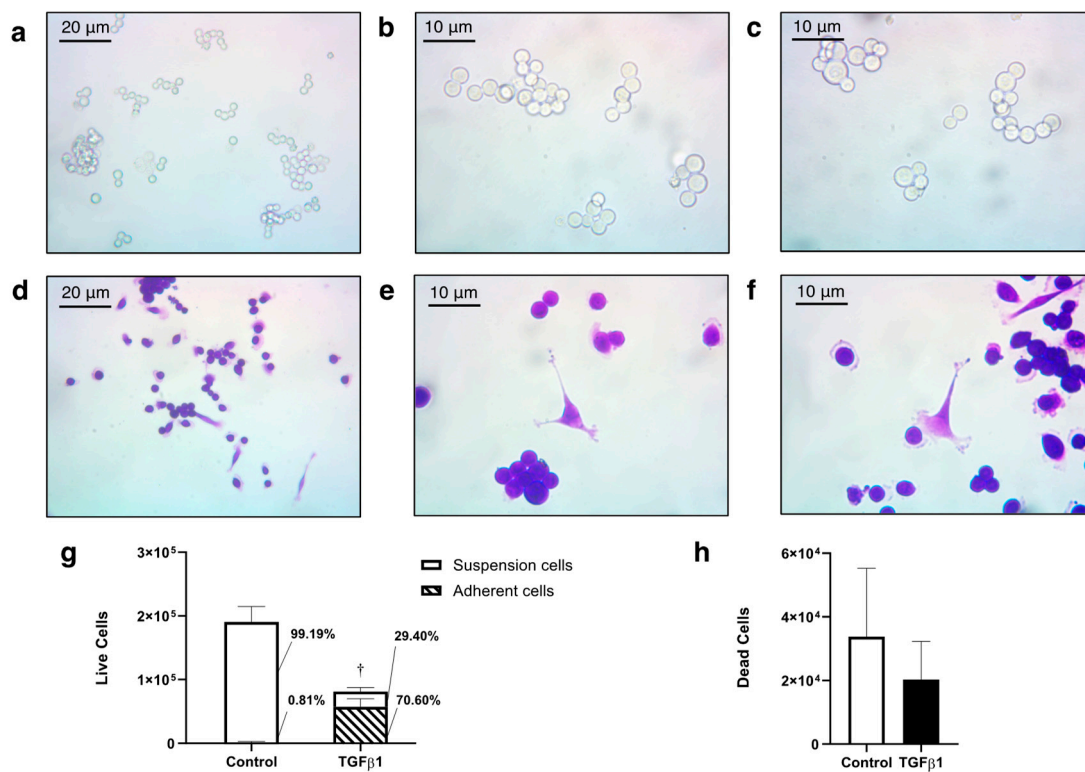 a
20 μm
b
10 μm
c
10 μm
d
20 μm
e
10 μm
f
10 μm
g
Live Cells
3×10⁵
2×10⁵
1×10⁵
0
99.19%
0.81%
†
29.40%
70.60%
Control
TGFβ1
Suspension cells
Adherent cells
h
Dead Cells
6×10⁴
4×10⁴
2×10⁴
0
Control
TGFβ1